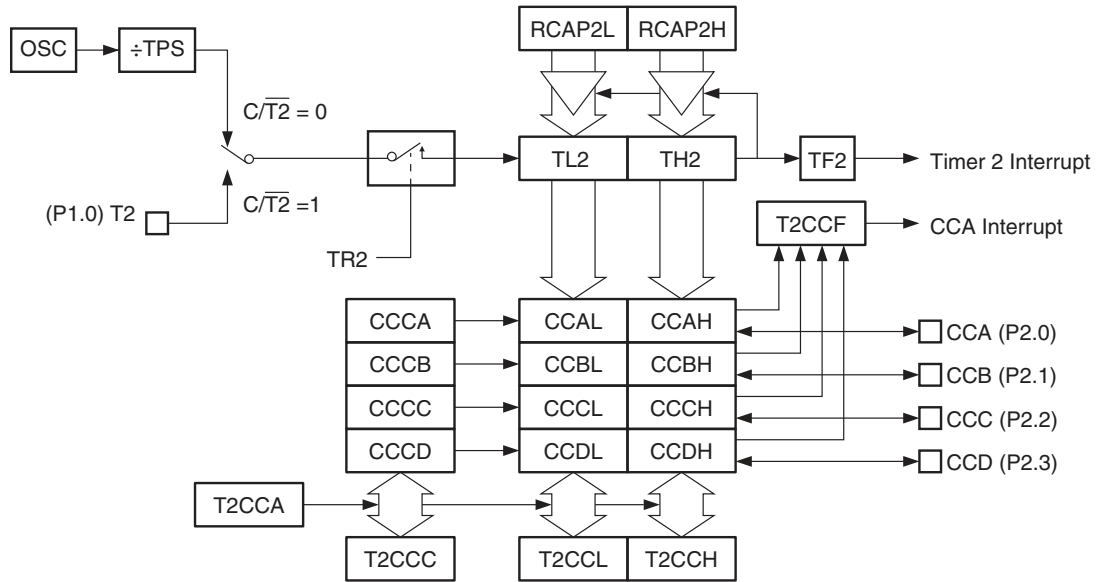 RCAP2L RCAP2H
OSC ÷TPS
C/T2 = 0
TL2 TH2 TF2 Timer 2 Interrupt
C/T2 =1
(P1.0) T2
T2CCF CCA Interrupt
TR2
CCCA CCAL CCAH CCA (P2.0)
CCCB CCBL CCBH CCB (P2.1)
CCCC CCCL CCCH CCC (P2.2)
CCCD CCDL CCDH CCD (P2.3)
T2CCA
T2CCC T2CCL T2CCH